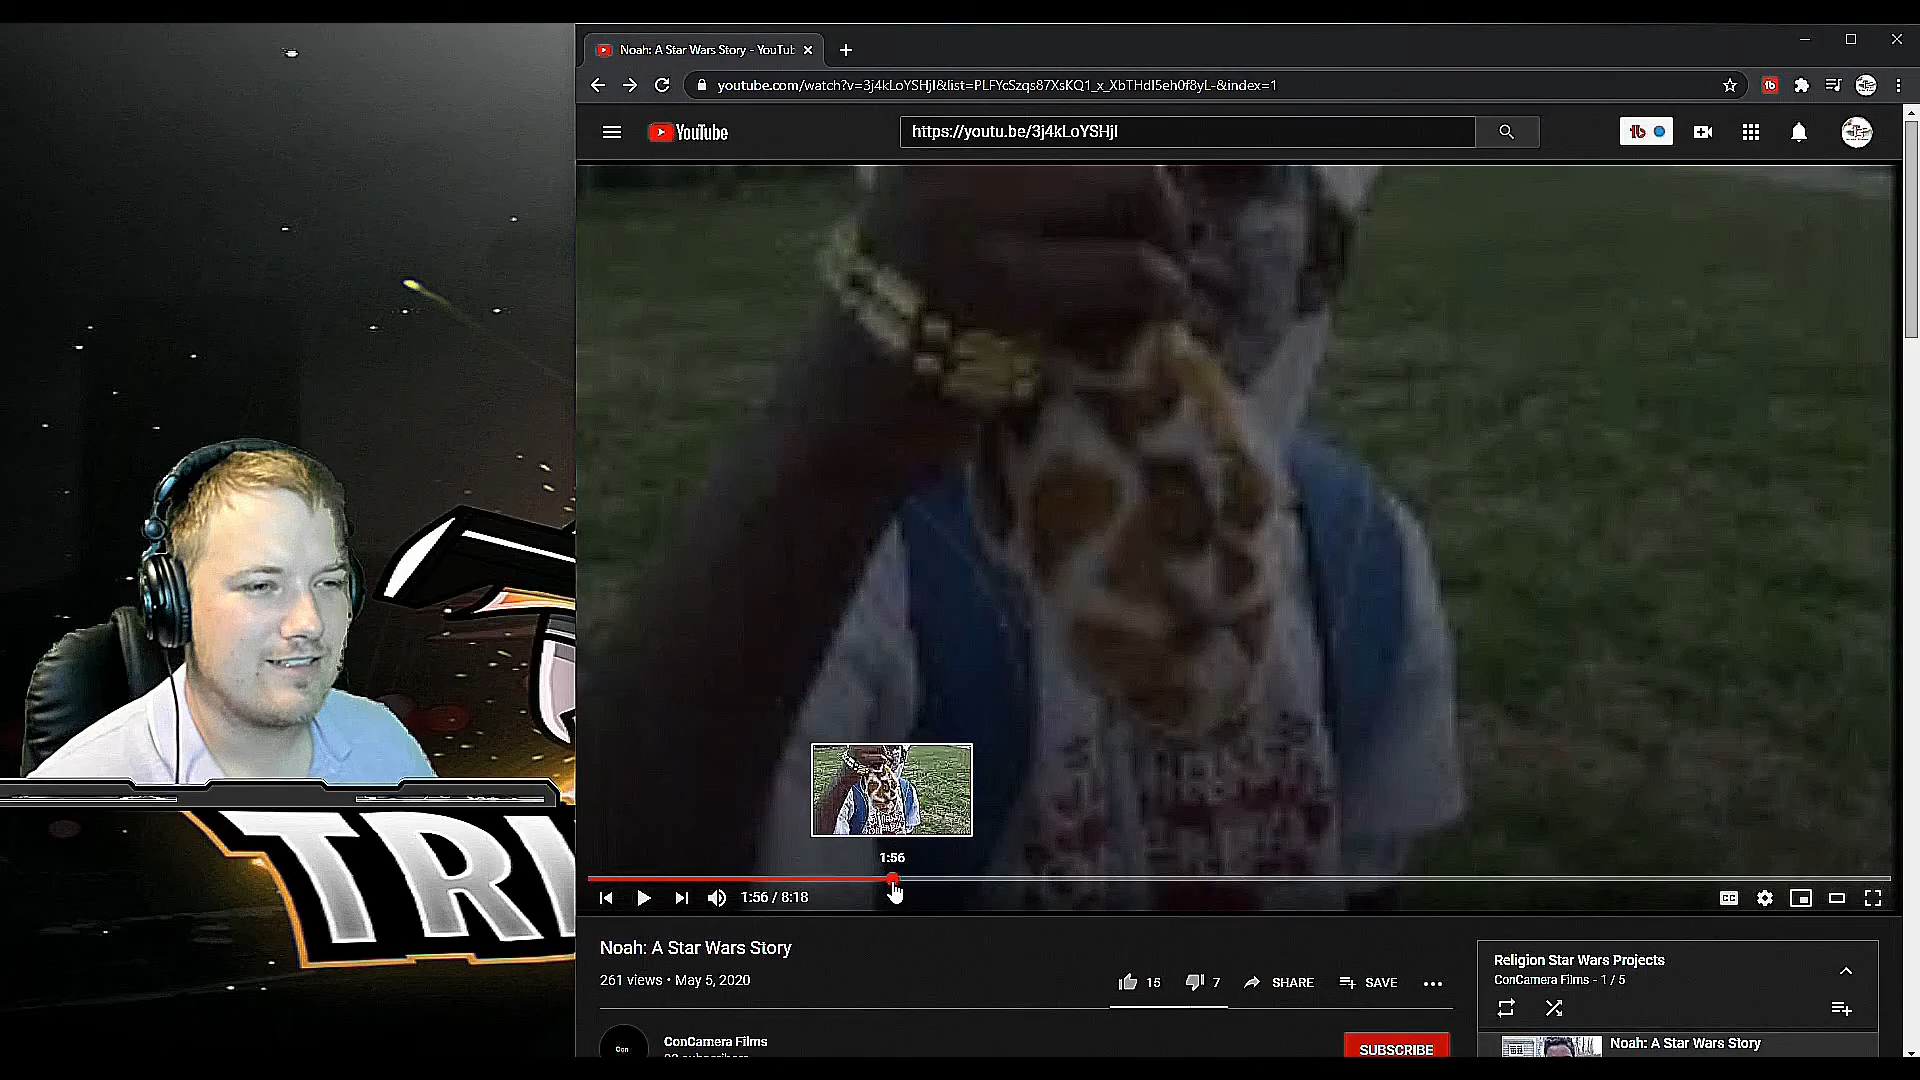 Noah: A Star Wars Story - YouTub
youtube.com/watch?v=3j4kLoYSHjI&list=PLFYcSzqs87XsKQ1_x_XbTHdI5eh0f8yL-&index=1
YouTube
https://youtu.be/3j4kLoYSHjI
1:56
1:56 / 8:18
CC
Noah: A Star Wars Story
261 views • May 5, 2020
15
7
SHARE
SAVE
Religion Star Wars Projects
ConCamera Films - 1 / 5
Con
ConCamera Films
SUBSCRIBE
Noah: A Star Wars Story
TRI